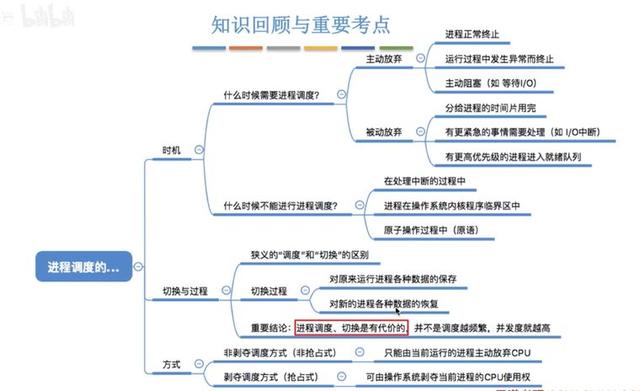 bilibili
知识回顾与重要考点
进程正常终止
主动放弃
运行过程中发生异常而终止
什么时候需要进程调度?
主动阻塞（如 等待I/O）
分给进程的时间片用完
被动放弃
有更紧急的事情需要处理（如 I/O中断）
时机
有更高优先级的进程进入就绪队列
在处理中断的过程中
什么时候不能进行进程调度?
进程在操作系统内核程序临界区中
原子操作过程中（原语）
进程调度的...
狭义的“调度”和“切换”的区别
对原来运行进程各种数据的保存
切换与过程
切换过程
对新的进程各种数据的恢复
重要结论：进程调度、切换是有代价的，并不是调度越频繁，并发度就越高
非剥夺调度方式（非抢占式）
只能由当前运行的进程主动放弃CPU
方式
剥夺调度方式（抢占式）
可由操作系统剥夺当前进程的CPU使用权